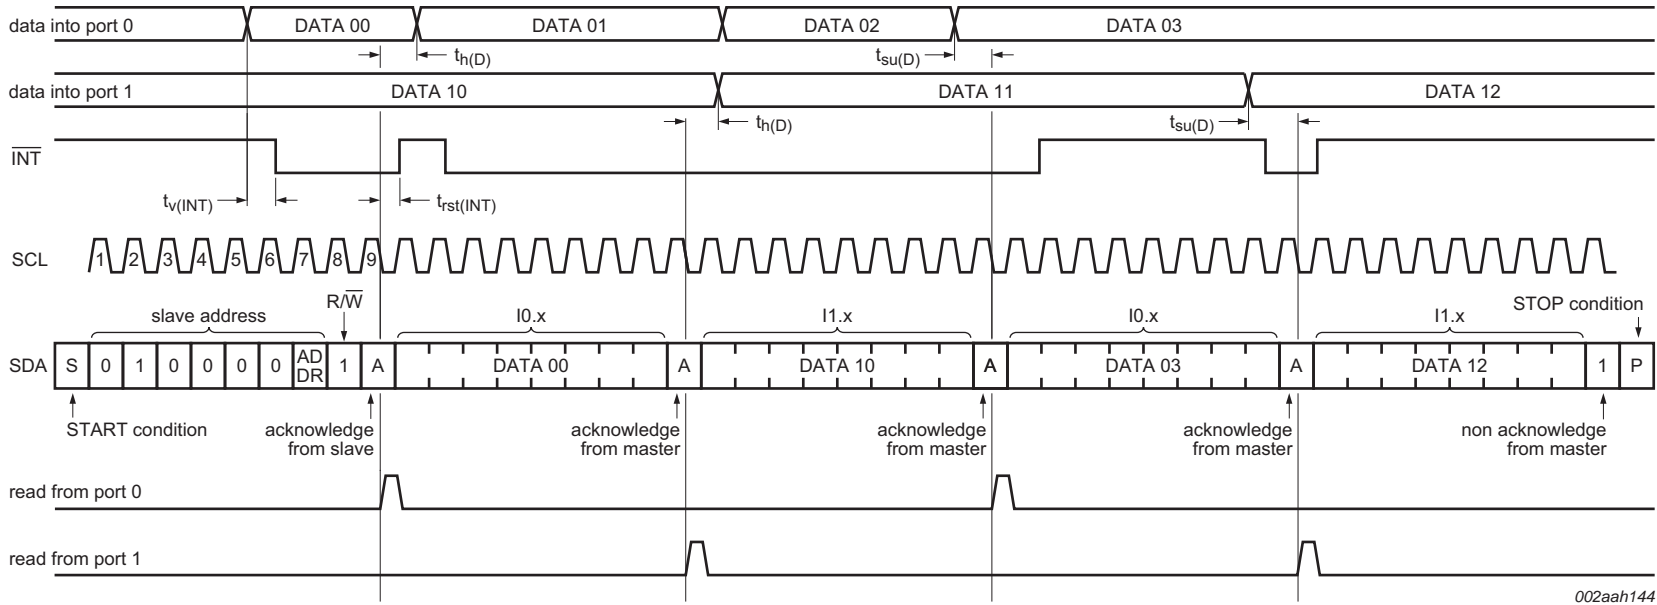 data into port 0
DATA 00
DATA 01
DATA 02
DATA 03
th(D)
tsu(D)
data into port 1
DATA 10
DATA 11
DATA 12
th(D)
tsu(D)
INT
tv(INT)
trst(INT)
SCL
1 2 3 4 5 6 7 8 9
R/W
STOP condition
slave address
I0.x
I1.x
I0.x
I1.x
SDA
S 0 1 0 0 0 0 AD DR 1 A DATA 00 A DATA 10 A DATA 03 A DATA 12 1 P
START condition
acknowledge
from slave
acknowledge
from master
acknowledge
from master
acknowledge
from master
non acknowledge
from master
read from port 0
read from port 1
002aah144